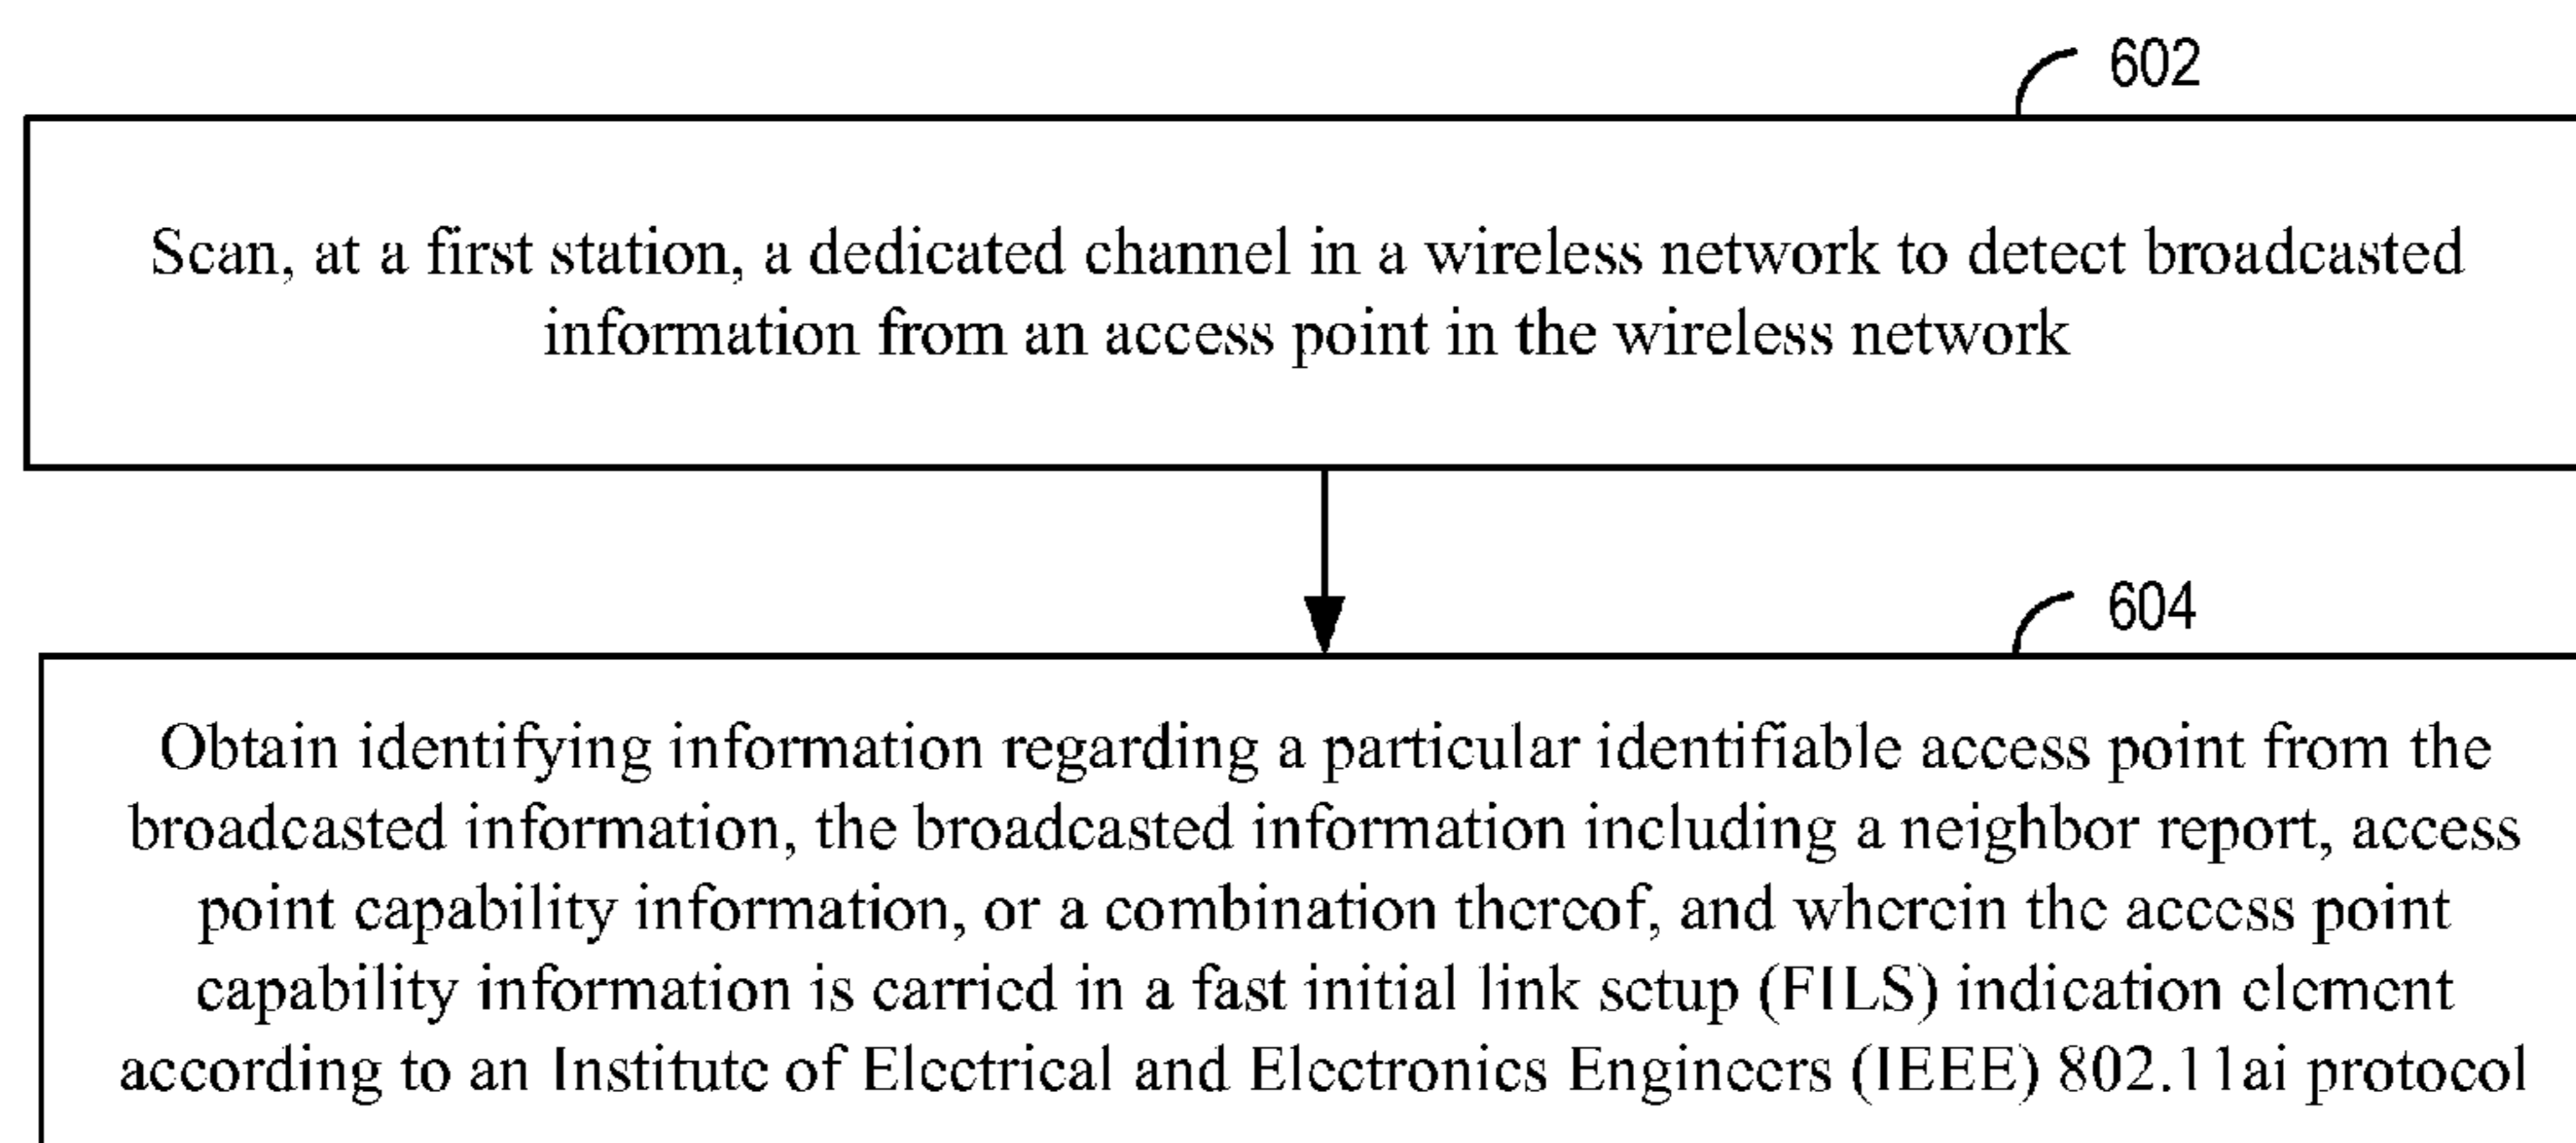 602
Scan, at a first station, a dedicated channel in a wireless network to detect broadcasted
information from an access point in the wireless network
604
Obtain identifying information regarding a particular identifiable access point from the
broadcasted information, the broadcasted information including a neighbor report, access
point capability information, or a combination thereof, and wherein the access point
capability information is carried in a fast initial link setup (FILS) indication element
according to an Institute of Electrical and Electronics Engineers (IEEE) 802.11ai protocol